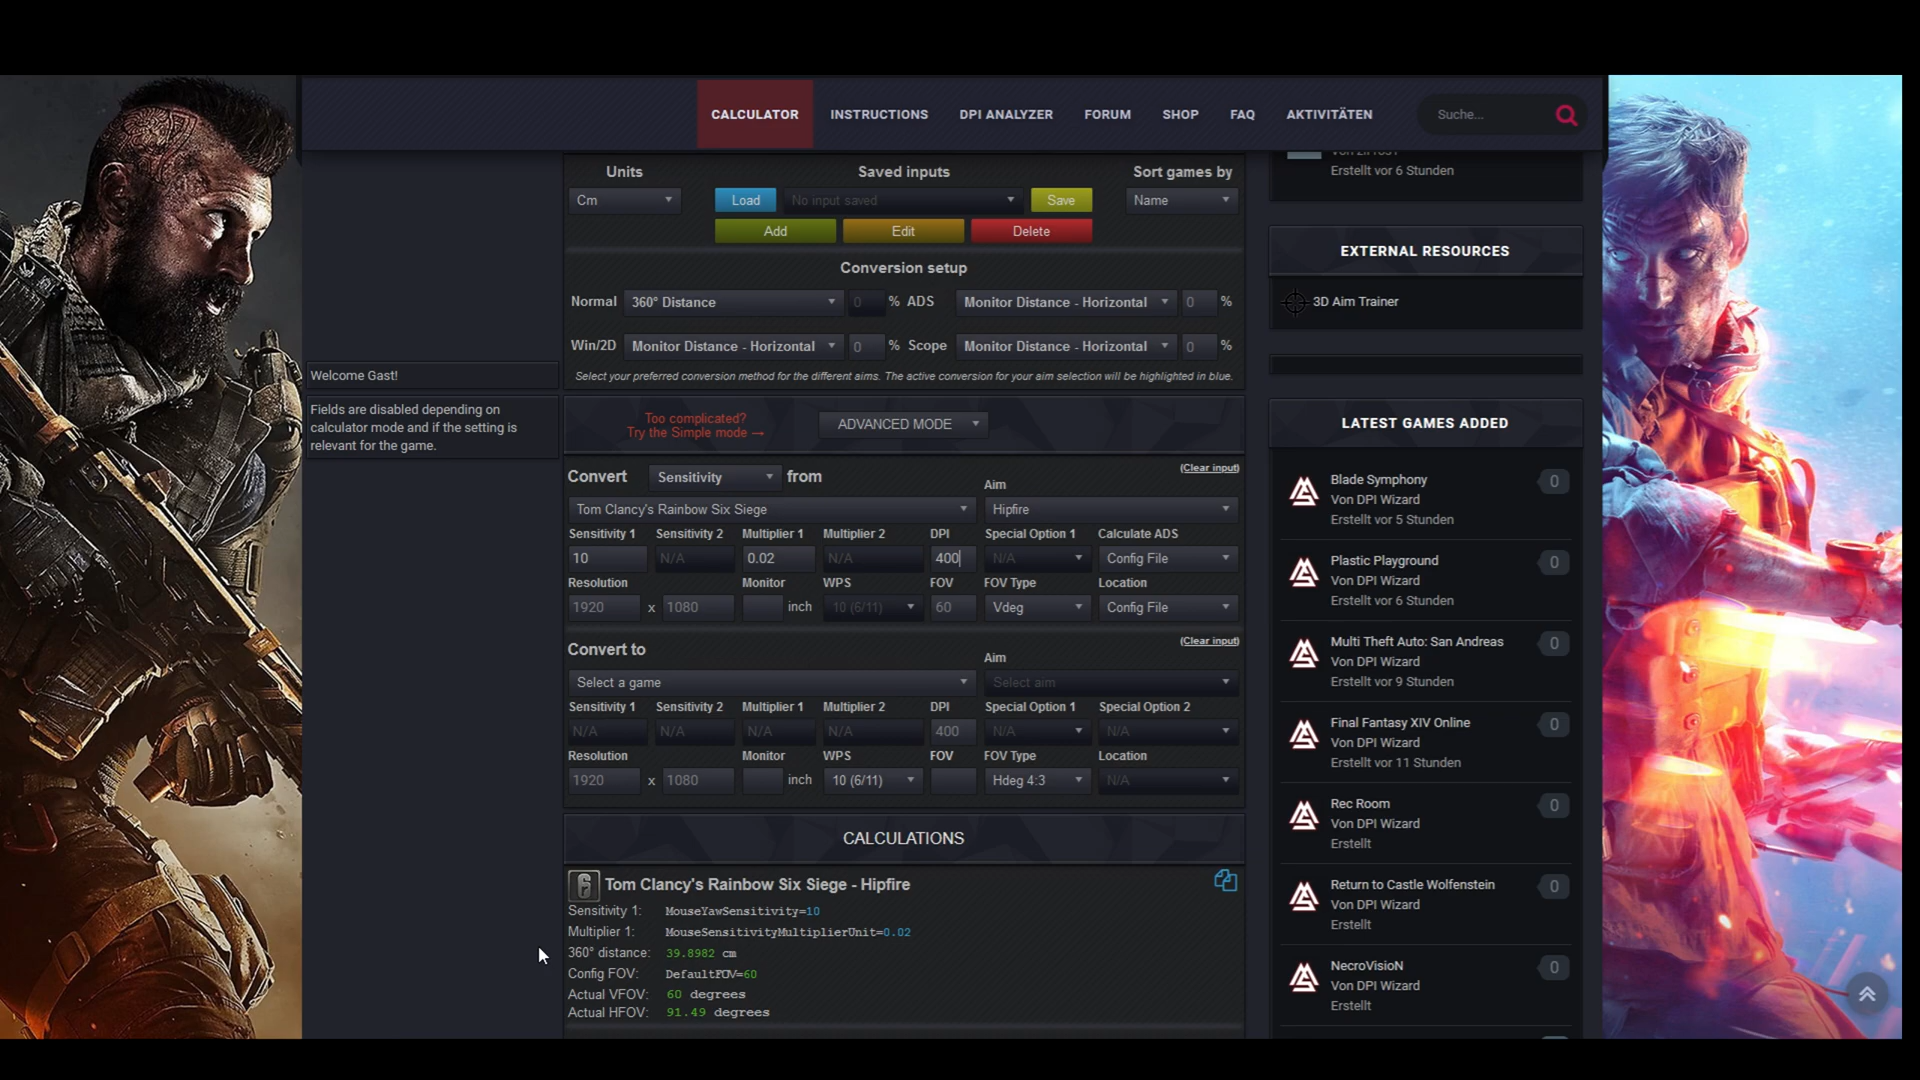 CALCULATOR INSTRUCTIONS DPI ANALYZER FORUM SHOP FAQ AKTIVITÄTEN Suche...
Units Saved inputs Sort games by
Cm Load No input saved Save Name
Add Edit Delete
Conversion setup
Normal 360° Distance 0 % ADS Monitor Distance - Horizontal 0 %
Win/2D Monitor Distance - Horizontal 0 % Scope Monitor Distance - Horizontal 0 %
Select your preferred conversion method for the different aims. The active conversion for your aim selection will be highlighted in blue.
Welcome Gast!
Fields are disabled depending on
calculator mode and if the setting is
relevant for the game.
Too complicated?
Try the Simple mode →
ADVANCED MODE
Convert Sensitivity from (Clear input)
Aim
Tom Clancy's Rainbow Six Siege Hipfire
Sensitivity 1 Sensitivity 2 Multiplier 1 Multiplier 2 DPI Special Option 1 Calculate ADS
10 N/A 0.02 N/A 400 N/A Config File
Resolution Monitor WPS FOV FOV Type Location
1920 x 1080 inch 10 (6/11) 60 Vdeg Config File
Convert to (Clear input)
Aim
Select a game Select aim
Sensitivity 1 Sensitivity 2 Multiplier 1 Multiplier 2 DPI Special Option 1 Special Option 2
N/A N/A N/A N/A 400 N/A N/A
Resolution Monitor WPS FOV FOV Type Location
1920 x 1080 inch 10 (6/11) Hdeg 4:3 N/A
CALCULATIONS
Tom Clancy's Rainbow Six Siege - Hipfire
Sensitivity 1: MouseYawSensitivity=10
Multiplier 1: MouseSensitivityMultiplierUnit=0.02
360° distance: 39.8982 cm
Config FOV: DefaultFOV=60
Actual VFOV: 60 degrees
Actual HFOV: 91.49 degrees
Erstellt vor 6 Stunden
EXTERNAL RESOURCES
3D Aim Trainer
LATEST GAMES ADDED
Blade Symphony 0
Von DPI Wizard
Erstellt vor 5 Stunden
Plastic Playground 0
Von DPI Wizard
Erstellt vor 6 Stunden
Multi Theft Auto: San Andreas 0
Von DPI Wizard
Erstellt vor 9 Stunden
Final Fantasy XIV Online 0
Von DPI Wizard
Erstellt vor 11 Stunden
Rec Room 0
Von DPI Wizard
Erstellt
Return to Castle Wolfenstein 0
Von DPI Wizard
Erstellt
NecroVisioN 0
Von DPI Wizard
Erstellt